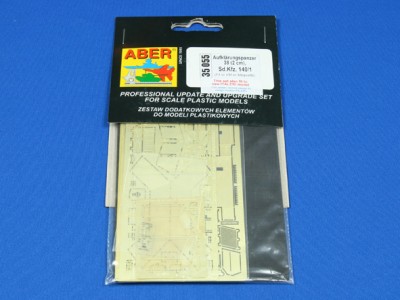 ABER
35 055
Aufklärungspanzer
38 (2 cm),
Sd.Kfz. 140/1
PROFESSIONAL UPDATE AND UPGRADE SET
FOR SCALE PLASTIC MODELS
ZESTAW DODATKOWYCH ELEMENTÓW
DO MODELI PLASTIKOWYCH